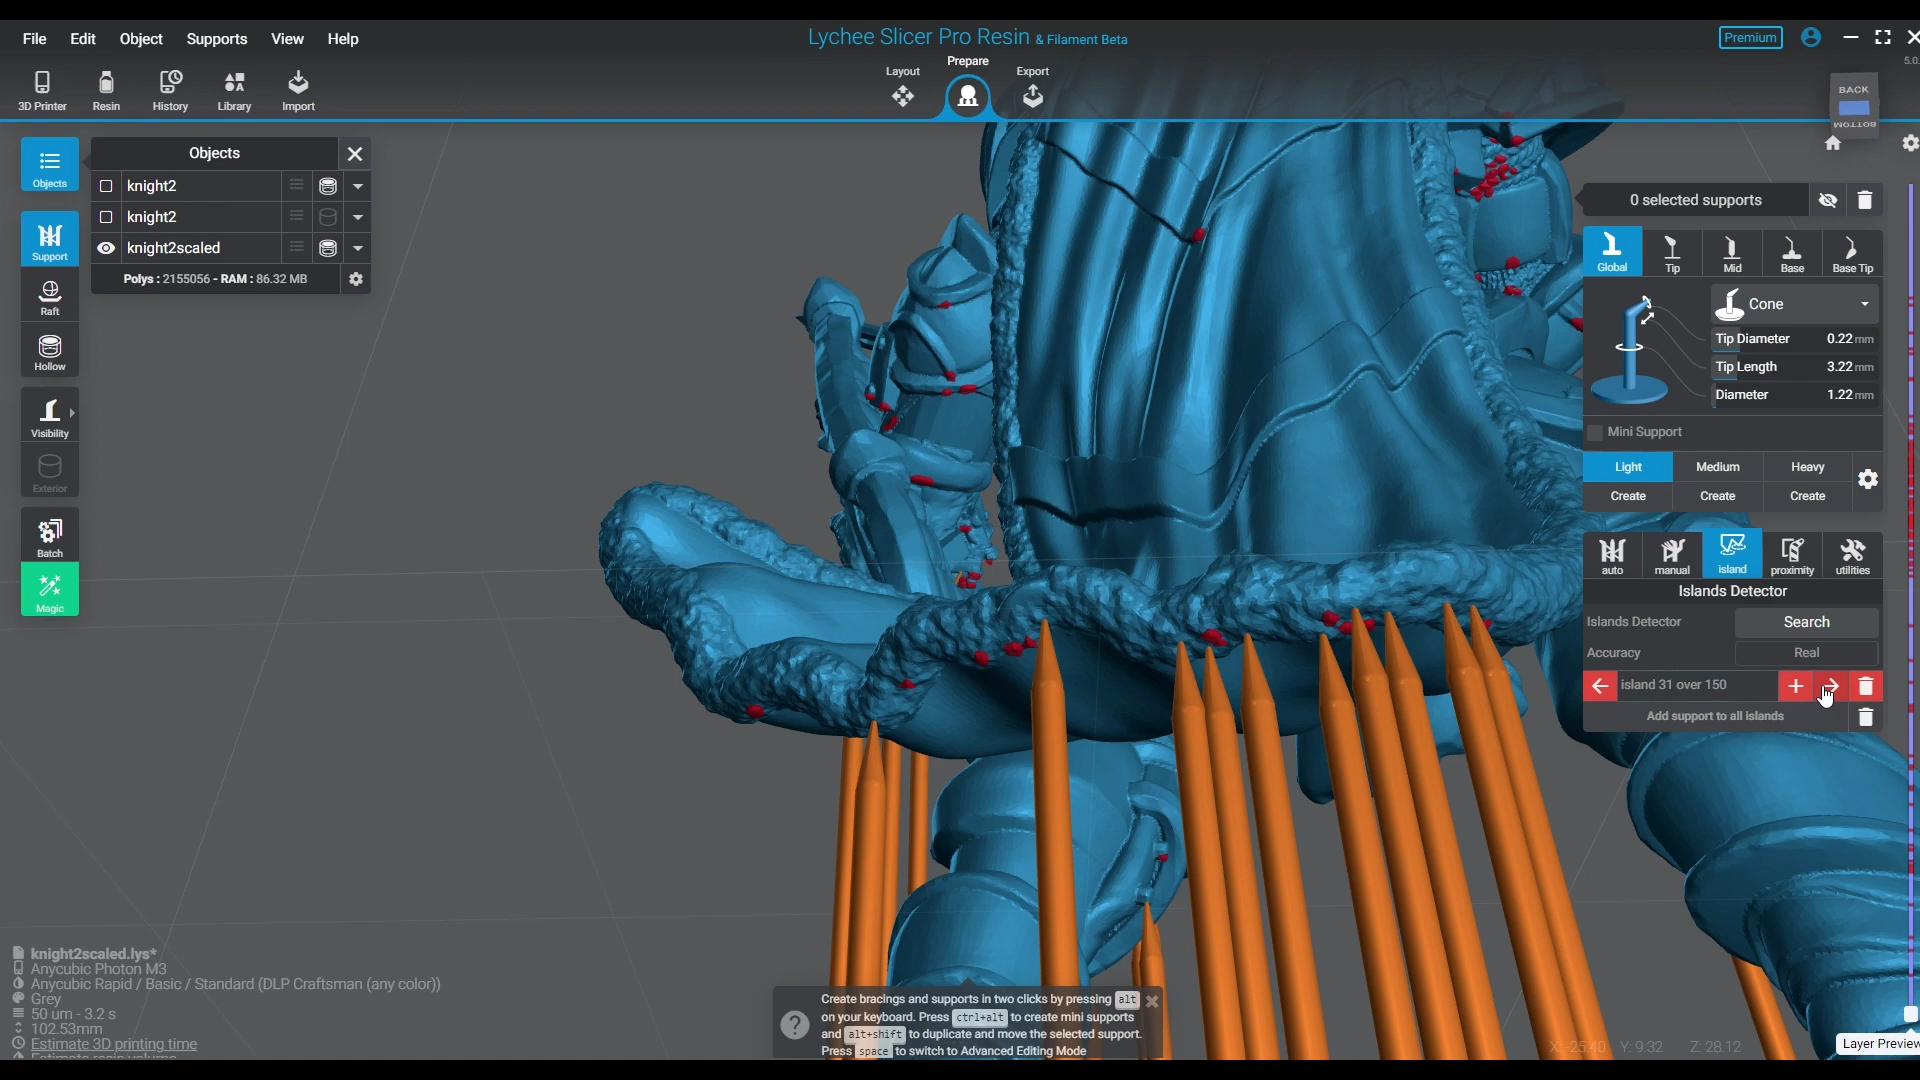 File Edit Object Supports View Help
Lychee Slicer Pro Resin & Filament Beta
Premium
5.0.
3D Printer Resin History Library Import
Layout Prepare Export
BACK
BOTTOM
Objects
Objects
knight2
knight2
knight2scaled
Polys : 2155056 - RAM : 86.32 MB
Support
Raft
Hollow
Visibility
Exterior
Batch
Magic
0 selected supports
Global Tip Mid Base Base Tip
Cone
Tip Diameter 0.22 mm
Tip Length 3.22 mm
Diameter 1.22 mm
Mini Support
Light Medium Heavy
Create Create Create
auto manual island proximity utilities
Islands Detector
Islands Detector Search
Accuracy Real
island 31 over 150
Add support to all islands
knight2scaled.lys*
Anycubic Photon M3
Anycubic Rapid / Basic / Standard (DLP Craftsman (any color))
Grey
50 um - 3.2 s
102.53mm
Estimate 3D printing time
Estimate resin volume
Create bracings and supports in two clicks by pressing alt
on your keyboard. Press ctrl+alt to create mini supports
and alt+shift to duplicate and move the selected support.
Press space to switch to Advanced Editing Mode
X: -25.40 Y: 9.32 Z: 28.12
Layer Preview